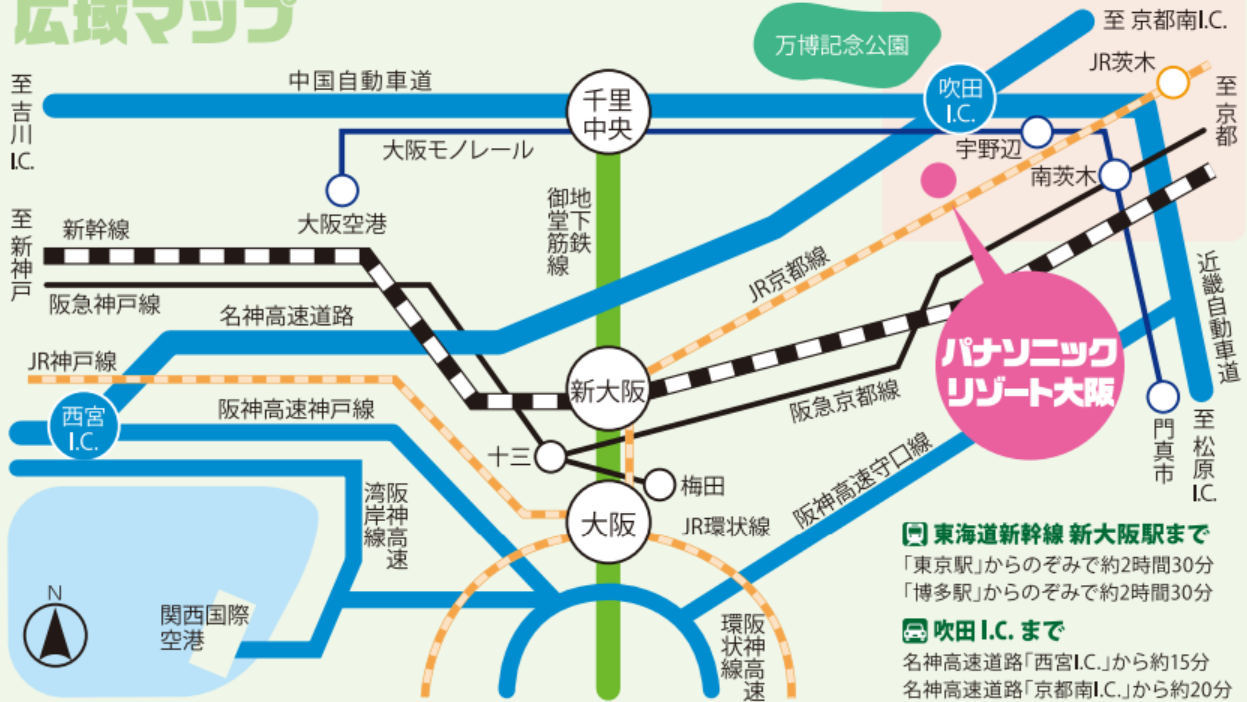 広域マップ
至 吉川 I.C.
中国自動車道
千里
中央
万博記念公園
吹田
I.C.
至 京都南I.C.
JR茨木
至 京都
大阪モノレール
宇野辺
南茨木
大阪空港
地下鉄
御堂筋線
至 新神戸
新幹線
阪急神戸線
名神高速道路
JR京都線
近畿自動車道
JR神戸線
新大阪
パナソニック
リゾート大阪
西宮
I.C.
阪神高速神戸線
阪急京都線
十三
梅田
門真市
至 松原 I.C.
阪神高速
湾岸線
大阪
JR環状線
阪神高速守口線
N
関西国際
空港
阪神高速
環状線
東海道新幹線 新大阪駅まで
「東京駅」からのぞみで約2時間30分
「博多駅」からのぞみで約2時間30分
吹田 I.C. まで
名神高速道路「西宮I.C.」から約15分
名神高速道路「京都南I.C.」から約20分